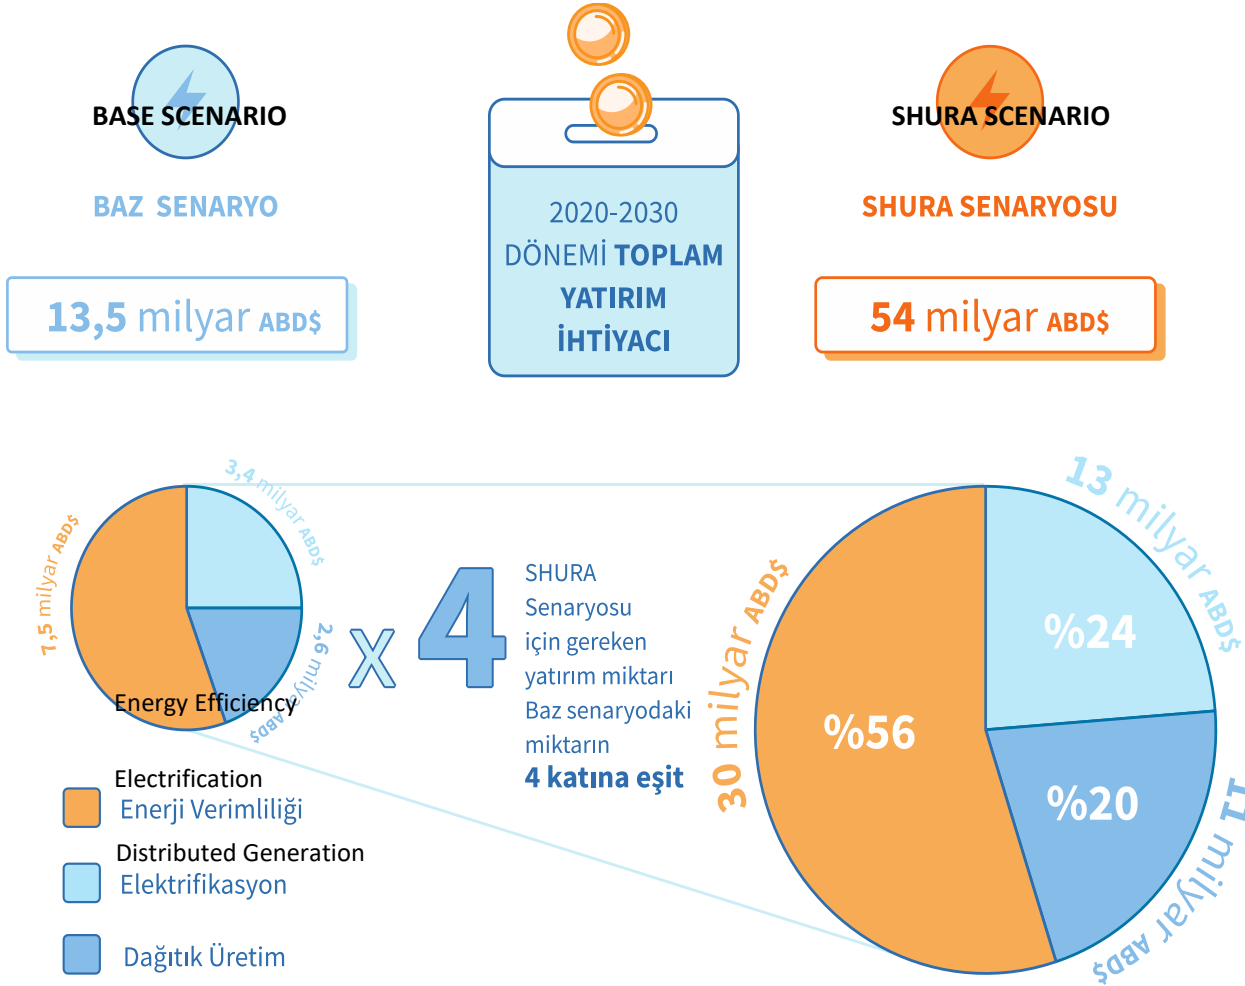 BASE SCENARIO
BAZ SENARYO
13,5 milyar ABD$
2020-2030
DÖNEMİ TOPLAM
YATIRIM
İHTİYACI
SHURA SCENARIO
SHURA SENARYOSU
54 milyar ABD$
3,4 milyar ABD$
7,5 milyar ABD$
2,6 milyar ABD$
Energy Efficiency
Electrification
Enerji Verimliliği
Distributed Generation
Elektrifikasyon
Dağıtık Üretim
X 4
SHURA
Senaryosu
için gereken
yatırım miktarı
Baz senaryodaki
miktarın
4 katına eşit
13 milyar ABD$
30 milyar ABD$
11 milyar ABD$
%24
%56
%20